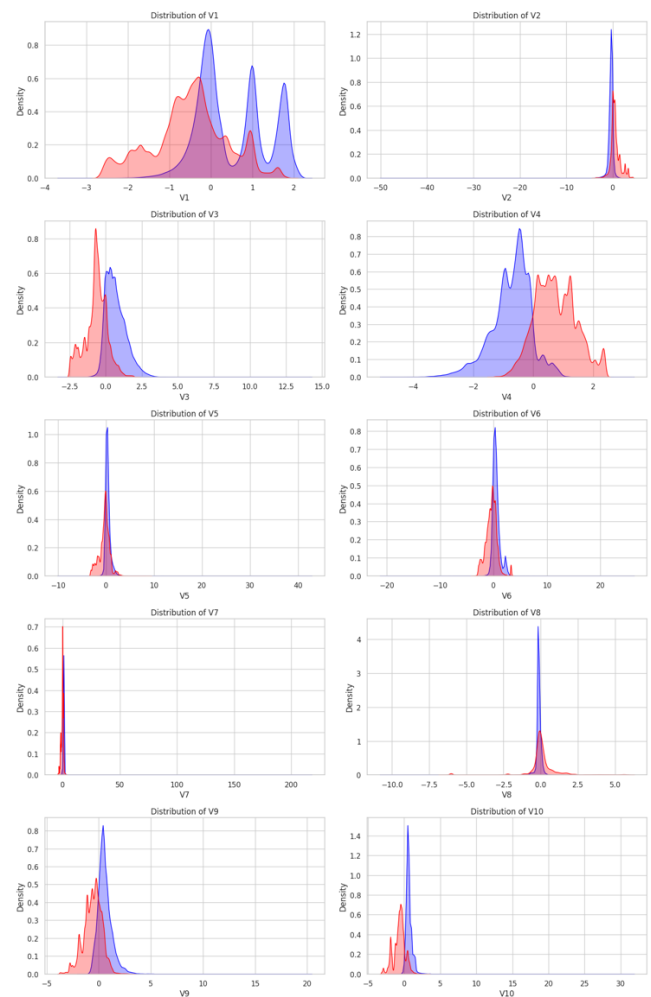 Distribution of V1
Density
0.8
0.6
0.4
0.2
0.0
−4 −3 −2 −1 0 1 2
V1
Distribution of V2
Density
1.2
1.0
0.8
0.6
0.4
0.2
0.0
−50 −40 −30 −20 −10 0
V2
Distribution of V3
Density
0.8
0.6
0.4
0.2
0.0
−2.5 0.0 2.5 5.0 7.5 10.0 12.5 15.0
V3
Distribution of V4
Density
0.8
0.7
0.6
0.5
0.4
0.3
0.2
0.1
0.0
−4 −2 0 2
V4
Distribution of V5
Density
1.0
0.8
0.6
0.4
0.2
0.0
−10 0 10 20 30 40
V5
Distribution of V6
Density
0.8
0.7
0.6
0.5
0.4
0.3
0.2
0.1
0.0
−20 −10 0 10 20
V6
Distribution of V7
Density
0.7
0.6
0.5
0.4
0.3
0.2
0.1
0.0
0 50 100 150 200
V7
Distribution of V8
Density
4
3
2
1
0
−10.0 −7.5 −5.0 −2.5 0.0 2.5 5.0
V8
Distribution of V9
Density
0.8
0.7
0.6
0.5
0.4
0.3
0.2
0.1
0.0
−5 0 5 10 15 20
V9
Distribution of V10
Density
1.4
1.2
1.0
0.8
0.6
0.4
0.2
0.0
−5 0 5 10 15 20 25 30
V10